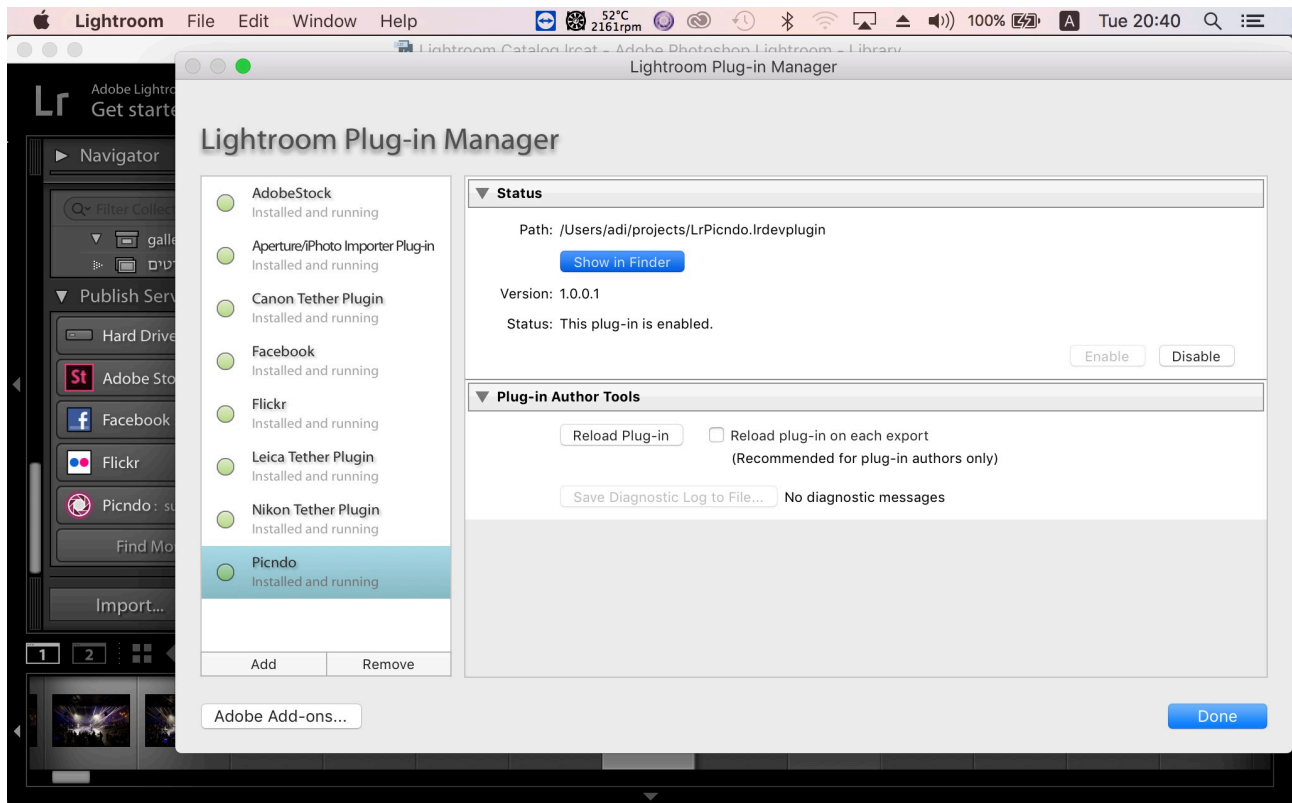 Lightroom File Edit Window Help 52°C 2161rpm 100% A Tue 20:40
Lightroom Catalog.lrcat - Adobe Photoshop Lightroom - Library
Lightroom Plug-in Manager
Lr Adobe Lightro
Get starte
Lightroom Plug-in Manager
Navigator
Filter Collec
galle
רטים
Publish Serv
Hard Drive
St Adobe Sto
f Facebook
Flickr
Picndo: su
Find Mo
Import...
1 2
AdobeStock
Installed and running
Aperture/iPhoto Importer Plug-in
Installed and running
Canon Tether Plugin
Installed and running
Facebook
Installed and running
Flickr
Installed and running
Leica Tether Plugin
Installed and running
Nikon Tether Plugin
Installed and running
Picndo
Installed and running
Add Remove
Status
Path: /Users/adi/projects/LrPicndo.lrdevplugin
Show in Finder
Version: 1.0.0.1
Status: This plug-in is enabled.
Enable Disable
Plug-in Author Tools
Reload Plug-in Reload plug-in on each export
(Recommended for plug-in authors only)
Save Diagnostic Log to File... No diagnostic messages
Adobe Add-ons... Done